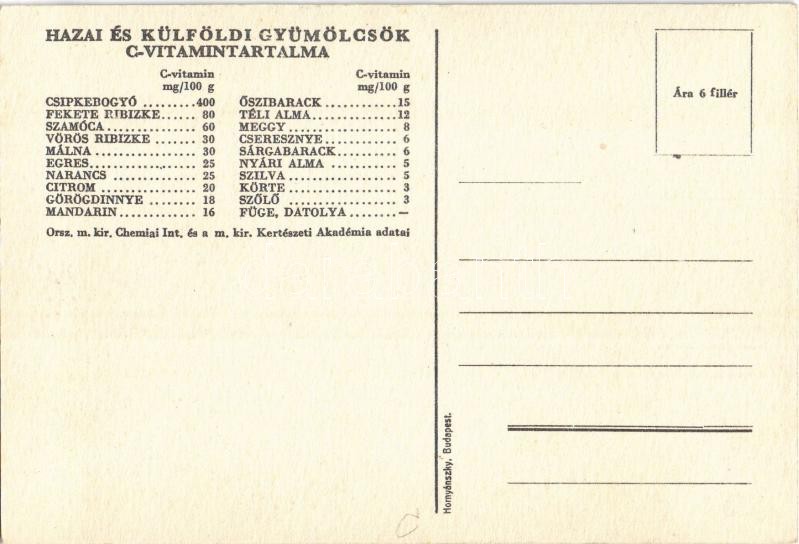 HAZAI ÉS KÜLFÖLDI GYÜMÖLCSÖK
C-VITAMINTARTALMA
C-vitamin
mg/100 g
CSIPKEBOGYÓ .........400
FEKETE RIBIZKE...... 80
SZAMÓCA............. 60
VÖRÖS RIBIZKE ...... 30
MÁLNA............... 30
EGRES............... 25
NARANCS ............ 25
CITROM ............. 20
GÖRÖGDINNYE ........ 18
MANDARIN............ 16
C-vitamin
mg/100 g
ŐSZIBARACK ..........15
TÉLI ALMA............12
MEGGY ............... 8
CSERESZNYE.......... 6
SÁRGABARACK......... 6
NYÁRI ALMA ......... 5
SZILVA.............. 5
KÖRTE .............. 3
SZŐLŐ .............. 3
FÜGE, DATOLYA........—
Orsz. m. kir. Chemiai Int. és a m. kir. Kertészeti Akadémia adatai
Ára 6 fillér
Hornyánszky, Budapest.